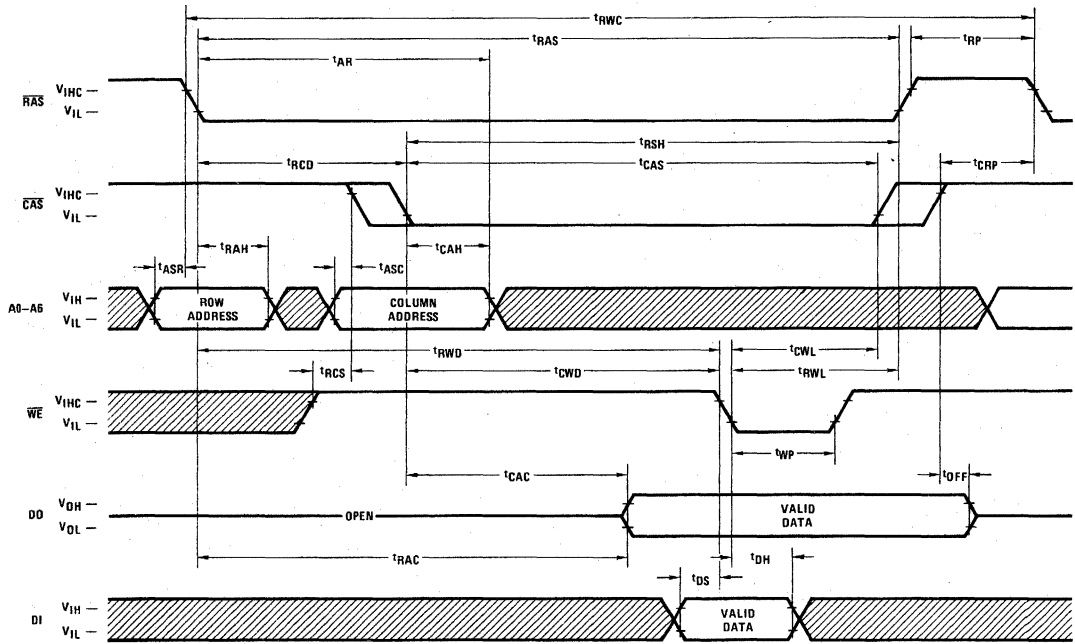 tRWC
tRAS
tRP
tAR
RAS
VIHC
VIL
tRSH
tRCD
tCAS
tCRP
CAS
VIHC
VIL
tRAH
tCAH
tASR
tASC
A0–A6
VIH
VIL
ROW
ADDRESS
COLUMN
ADDRESS
tRWD
tCWL
tRCS
tCWD
tRWL
WE
VIHC
VIL
tWP
tCAC
tOFF
DO
VOH
VOL
OPEN
VALID
DATA
tRAC
tDH
tDS
DI
VIH
VIL
VALID
DATA